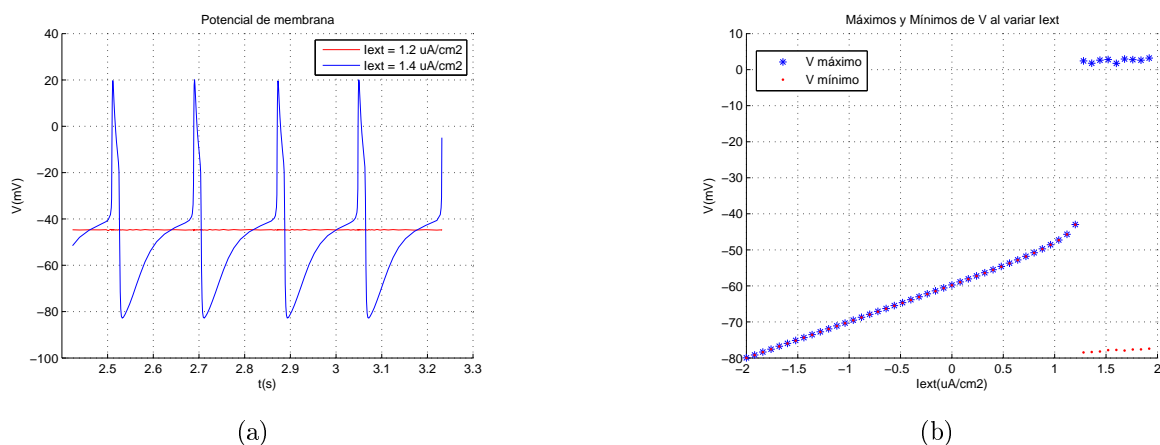 Potencial de membrana
40
20
0
−20
−40
−60
−80
−100
V(mV)
2.5 2.6 2.7 2.8 2.9 3 3.1 3.2 3.3
t(s)
Iext = 1.2 uA/cm2
Iext = 1.4 uA/cm2
(a)
Máximos y Mínimos de V al variar Iext
10
0
−10
−20
−30
−40
−50
−60
−70
−80
V(mV)
−2 −1.5 −1 −0.5 0 0.5 1 1.5 2
Iext(uA/cm2)
V máximo
V mínimo
(b)